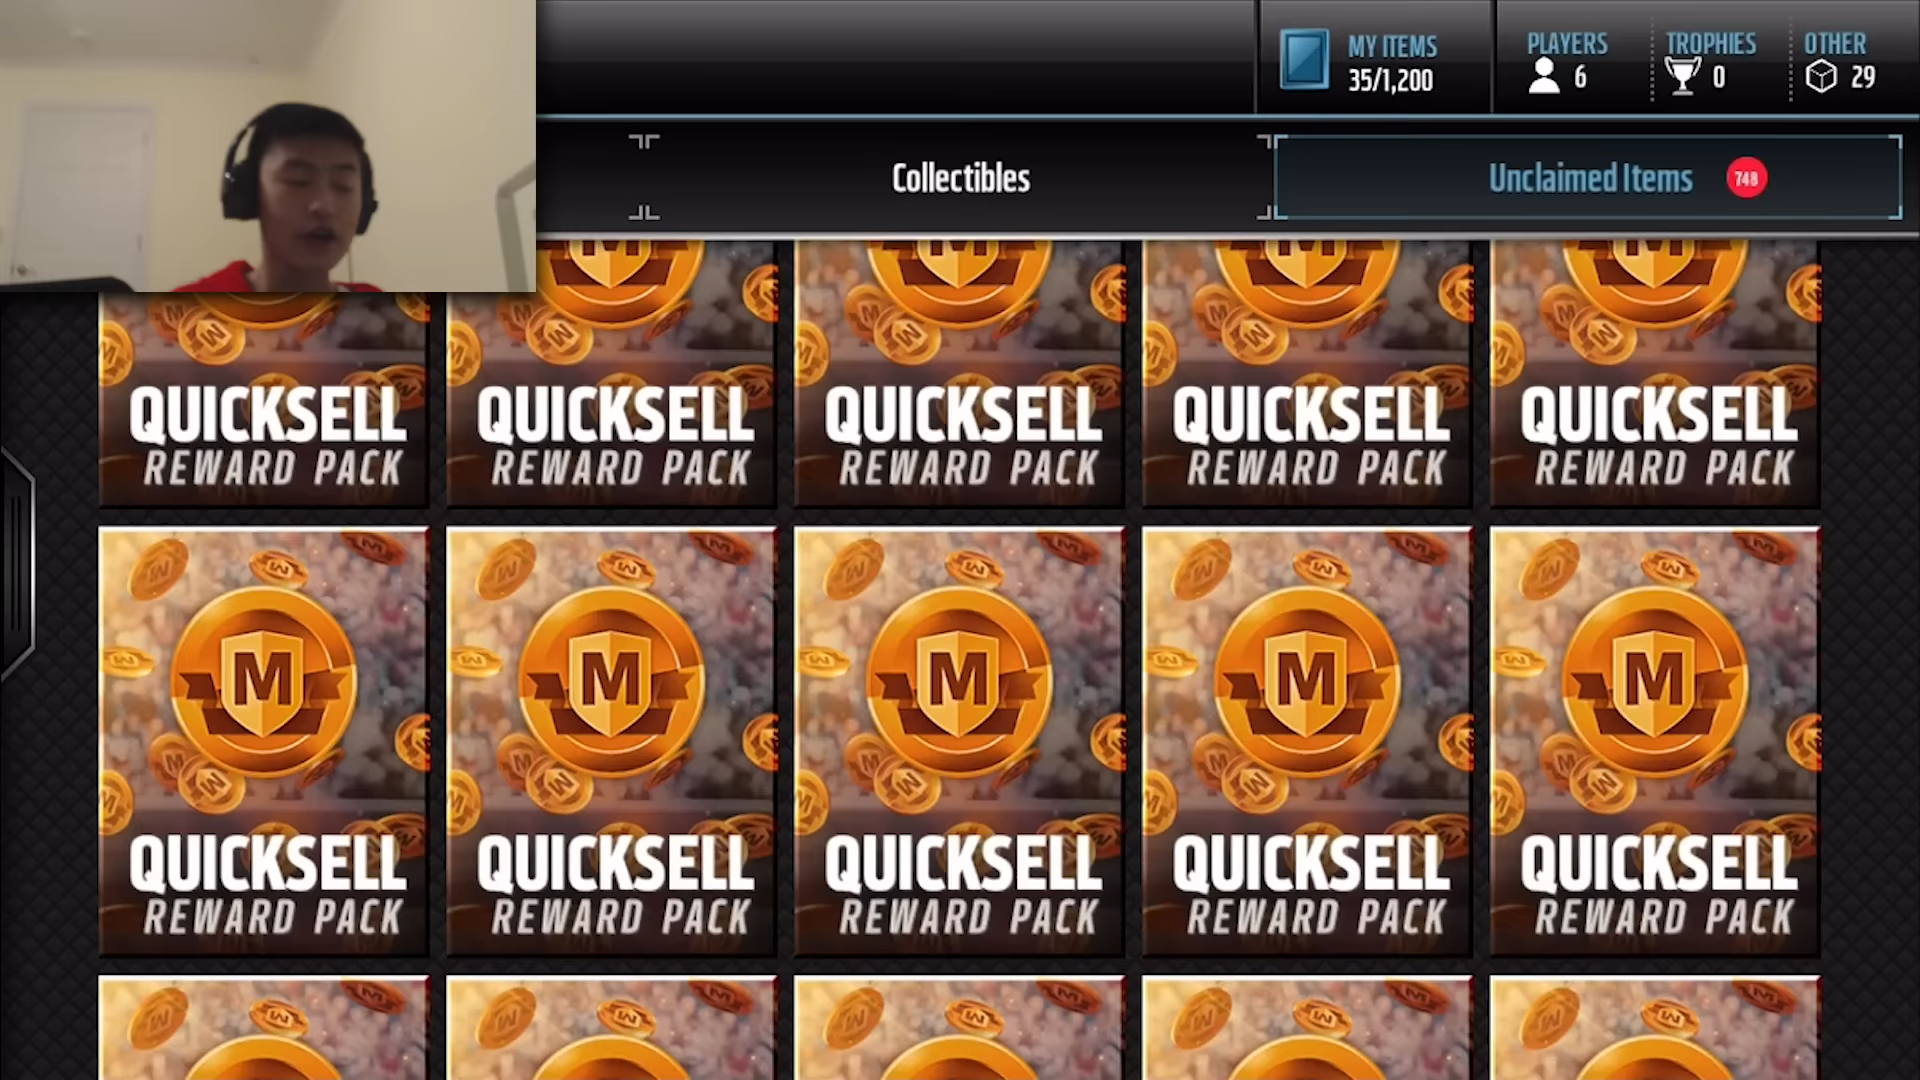 MY ITEMS
35/1,200
PLAYERS
6
TROPHIES
0
OTHER
29
Collectibles
Unclaimed Items 748
M M M M
QUICKSELL QUICKSELL QUICKSELL QUICKSELL QUICKSELL
REWARD PACK REWARD PACK REWARD PACK REWARD PACK REWARD PACK
M M M M M
QUICKSELL QUICKSELL QUICKSELL QUICKSELL QUICKSELL
REWARD PACK REWARD PACK REWARD PACK REWARD PACK REWARD PACK